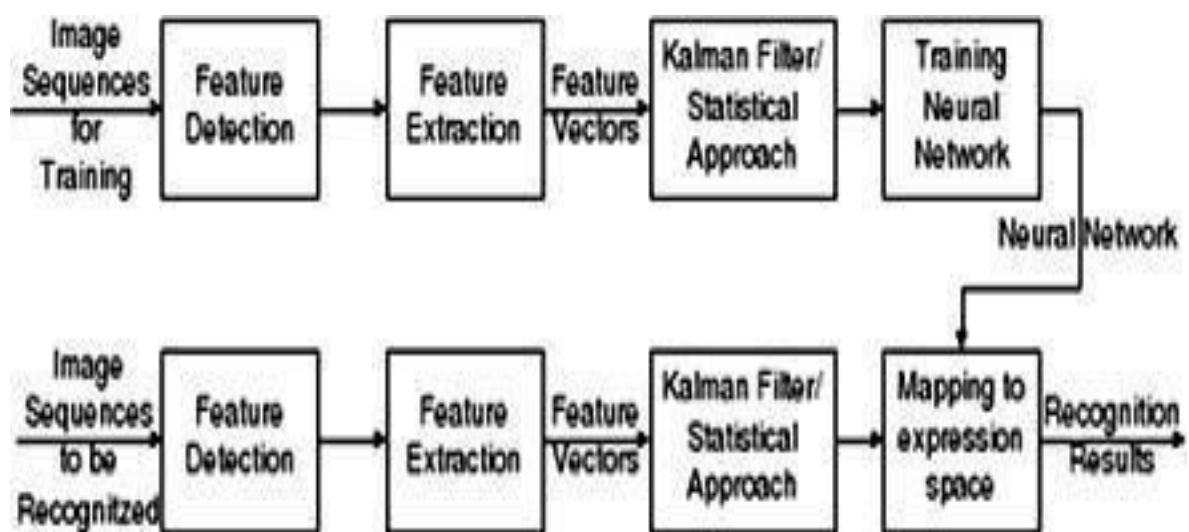 Image
Sequences
for
Training
Feature
Detection
Feature
Extraction
Feature
Vectors
Kalman Filter/
Statistical
Approach
Training
Neural
Network
Neural Network
Image
Sequences
to be
Recognitzed
Feature
Detection
Feature
Extraction
Feature
Vectors
Kalman Filter/
Statistical
Approach
Mapping to
expression
space
Recognition
Results